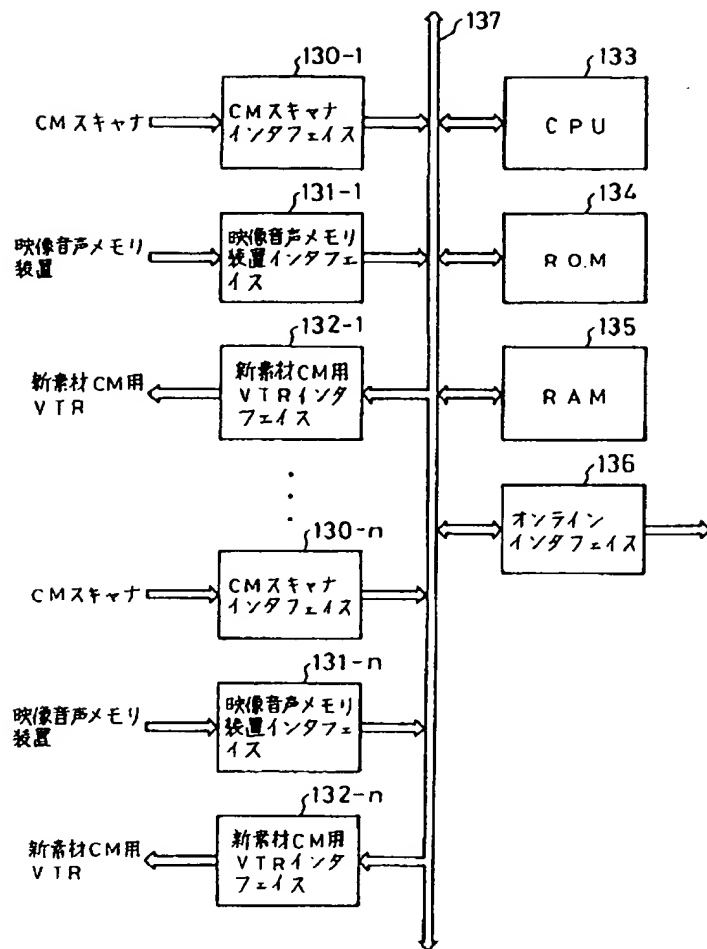 137
130-1
CMスキャナ
CMスキャナ
インタフェイス
133
CPU
131-1
映像音声メモリ
装置
映像音声メモリ
装置インタフェ
イス
134
ROM
132-1
新素材CM用
VTR
新素材CM用
VTRインタ
フェイス
135
RAM
136
オンライン
インタフェイス
130-n
CMスキャナ
CMスキャナ
インタフェイス
131-n
映像音声メモリ
装置
映像音声メモリ
装置インタフェ
イス
132-n
新素材CM用
VTR
新素材CM用
VTRインタ
フェイス